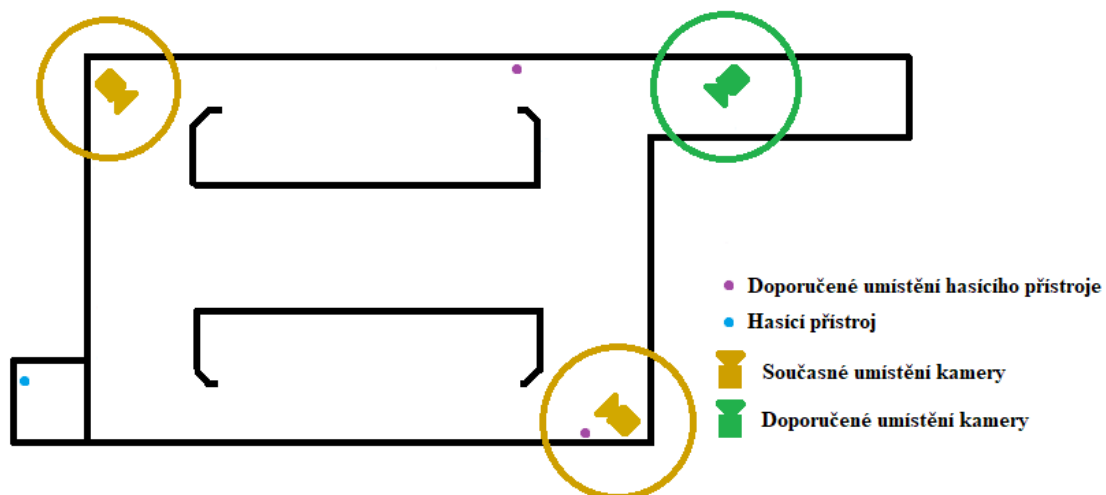 Doporučené umístění hasícího přístroje
Hasící přístroj
Současné umístění kamery
Doporučené umístění kamery